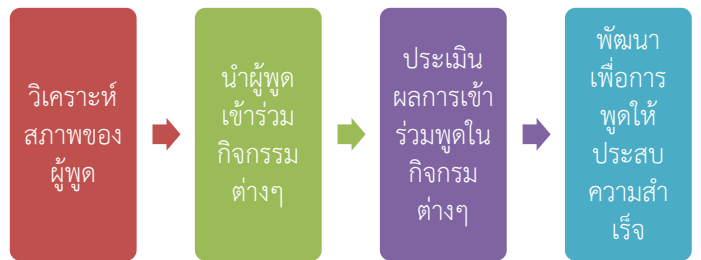 วิเคราะห์
สภาพของ
ผู้พูด
นำผู้พูด
เข้าร่วม
กิจกรรม
ต่างๆ
ประเมิน
ผลการเข้า
ร่วมพูดใน
กิจกรม
ต่างๆ
พัฒนา
เพื่อการ
พูดให้
ประสบ
ความสำ
เร็จ